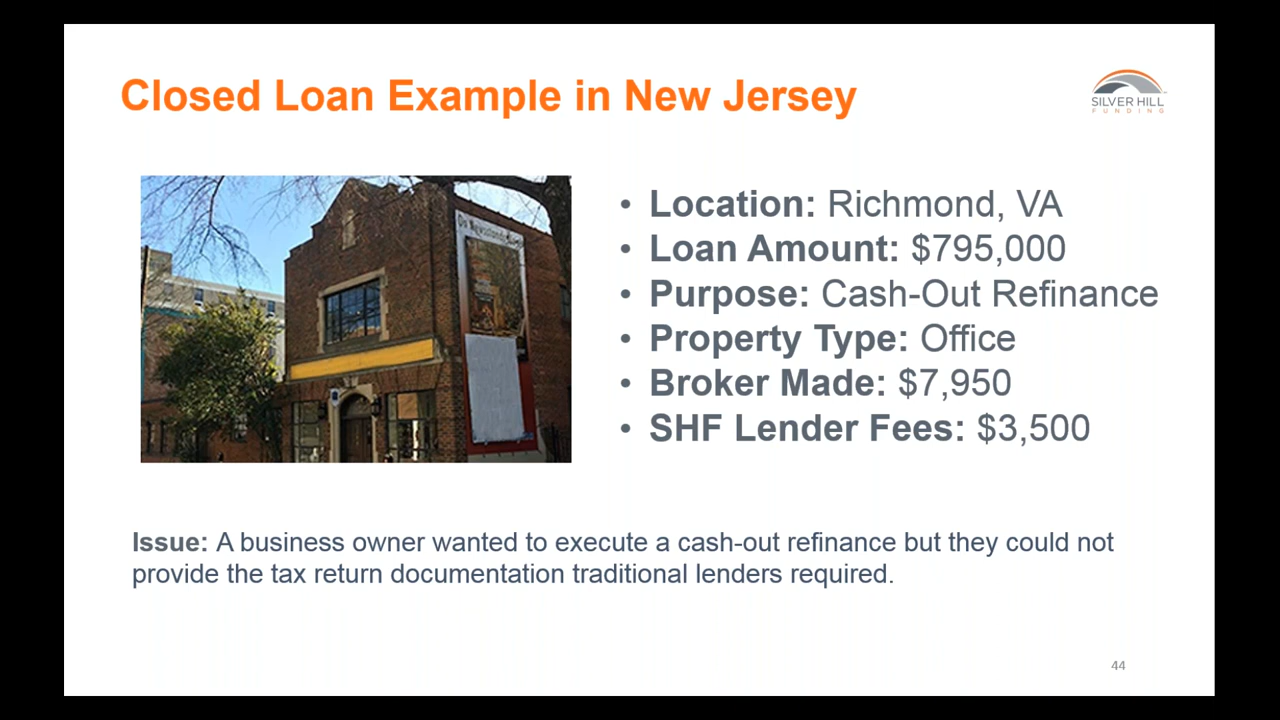 Closed Loan Example in New Jersey
SILVER HILL
FUNDING
• Location: Richmond, VA
• Loan Amount: $795,000
• Purpose: Cash-Out Refinance
• Property Type: Office
• Broker Made: $7,950
• SHF Lender Fees: $3,500
On Newsstands
Issue: A business owner wanted to execute a cash-out refinance but they could not
provide the tax return documentation traditional lenders required.
44